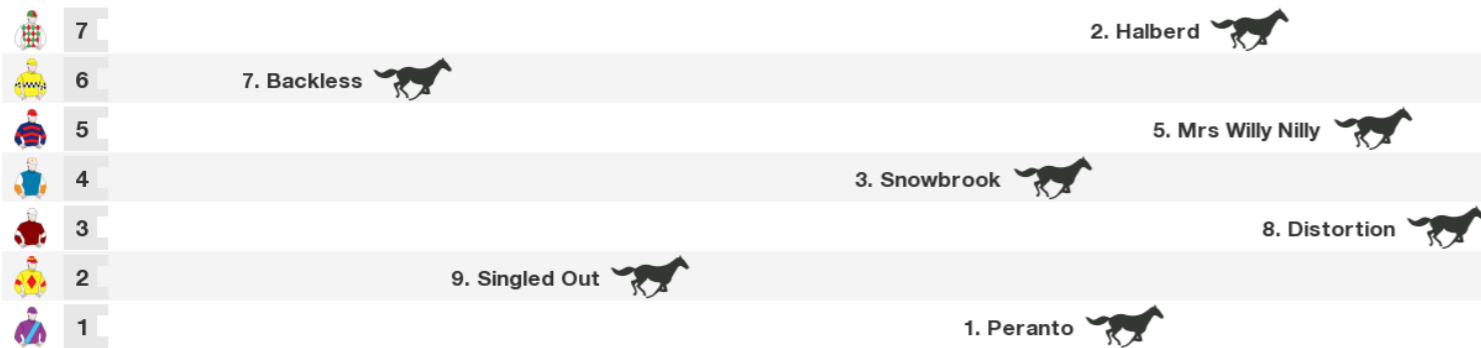 7 2. Halberd
6 7. Backless
5 5. Mrs Willy Nilly
4 3. Snowbrook
3 8. Distortion
2 9. Singled Out
1 1. Peranto